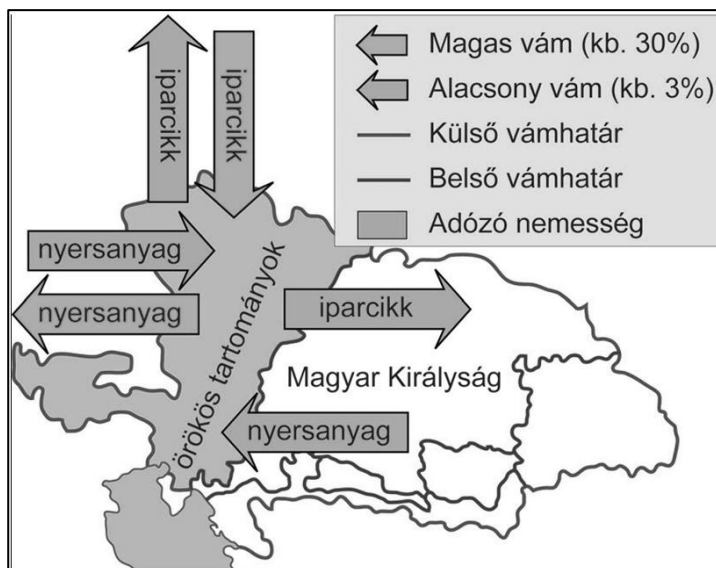 iparcikk
iparcikk
Magas vám (kb. 30%)
Alacsony vám (kb. 3%)
Külső vámhatár
Belső vámhatár
Adózó nemesség
nyersanyag
nyersanyag
örökös tartományok
iparcikk
Magyar Királyság
nyersanyag